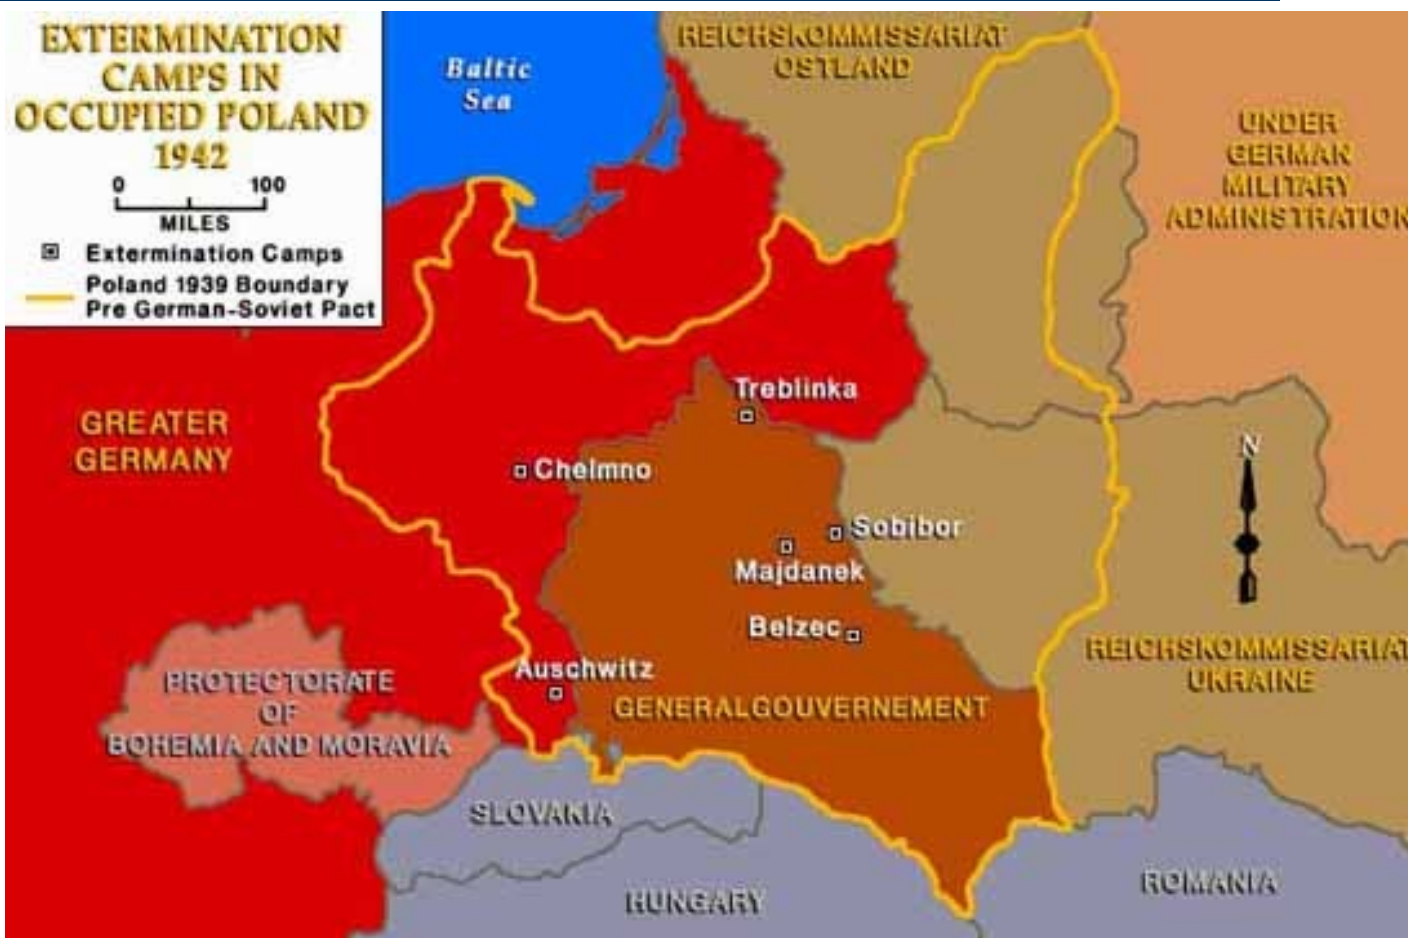 EXTERMINATION
CAMPS IN
OCCUPIED POLAND
1942
0 100
MILES
Extermination Camps
Poland 1939 Boundary
Pre German-Soviet Pact
Baltic
Sea
REICHSKOMMISSARIAT
OSTLAND
UNDER
GERMAN
MILITARY
ADMINISTRATION
GREATER
GERMANY
Treblinka
Chelmno
N
Sobibor
Majdanek
Belzec
Auschwitz
PROTECTORATE
OF
BOHEMIA AND MORAVIA
GENERALGOUVERNEMENT
REICHSKOMMISSARIAT
UKRAINE
SLOVAKIA
HUNGARY
ROMANIA